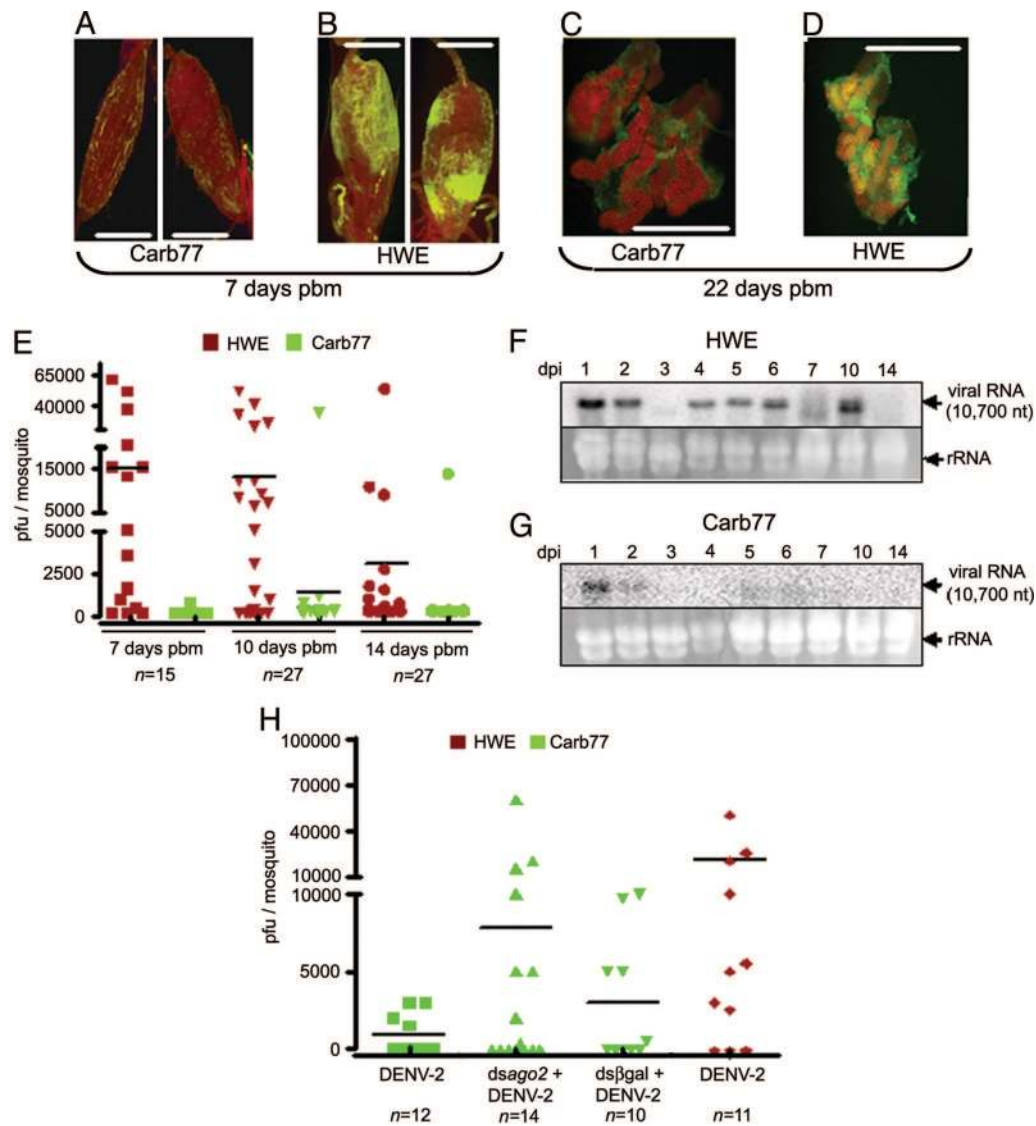 A B C D
Carb77 HWE Carb77 HWE
7 days pbm 22 days pbm
E
HWE Carb77
65000
40000
15000
5000
5000
2500
0
pfu / mosquito
7 days pbm 10 days pbm 14 days pbm
n=15 n=27 n=27
F
HWE
dpi 1 2 3 4 5 6 7 10 14
viral RNA
(10,700 nt)
rRNA
G
Carb77
dpi 1 2 3 4 5 6 7 10 14
viral RNA
(10,700 nt)
rRNA
H
HWE Carb77
100000
70000
40000
10000
10000
5000
0
pfu / mosquito
DENV-2 dsago2 + dsβgal + DENV-2
DENV-2 DENV-2
n=12 n=14 n=10 n=11